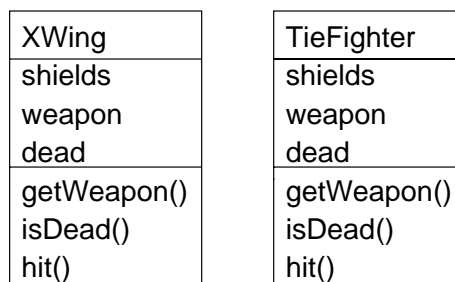 XWing
shields
weapon
dead
getWeapon()
isDead()
hit()
TieFighter
shields
weapon
dead
getWeapon()
isDead()
hit()